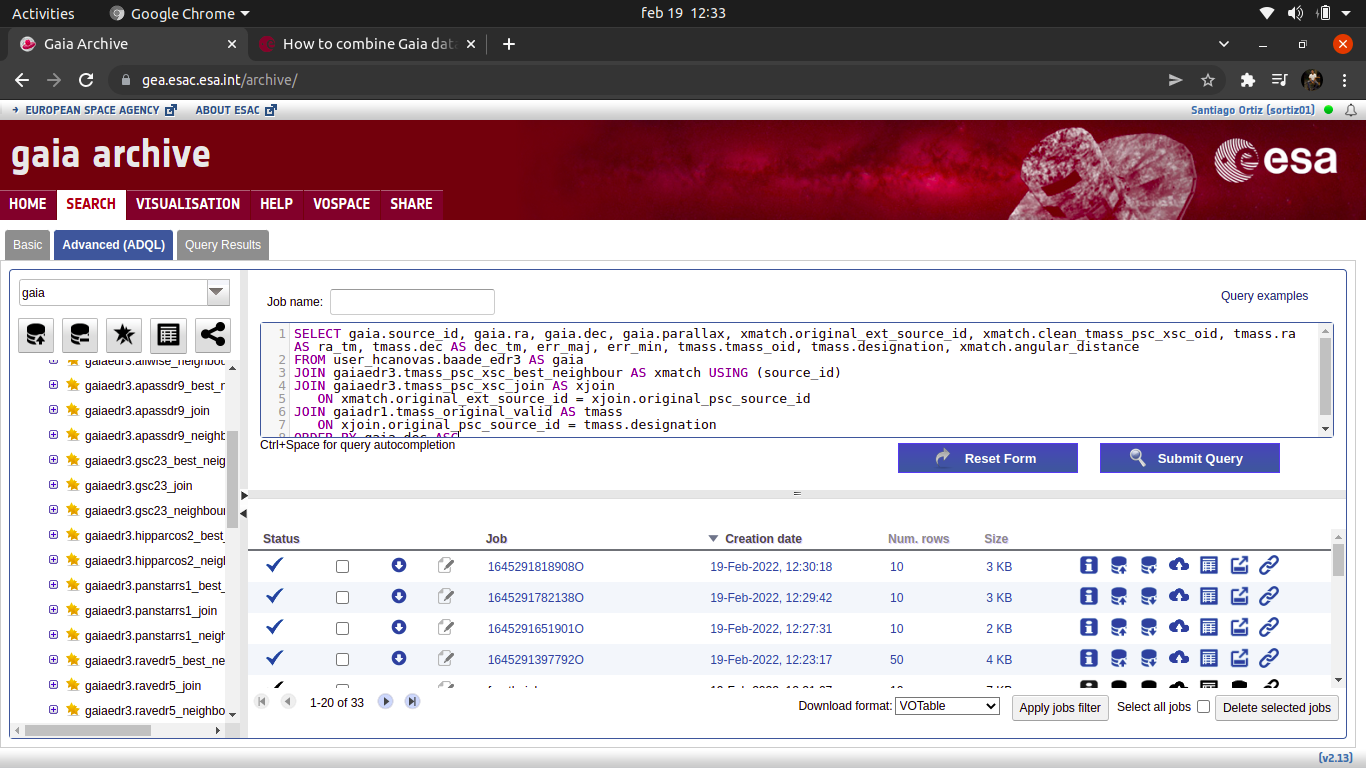 Activities Google Chrome feb 19 12:33
Gaia Archive How to combine Gaia dat
gea.esac.esa.int/archive/
EUROPEAN SPACE AGENCY ABOUT ESAC Santiago Ortiz (sortiz01)
gaia archive esa
HOME SEARCH VISUALISATION HELP VOSPACE SHARE
Basic Advanced (ADQL) Query Results
gaia
gaiaedr3.allwise_neighbou
gaiaedr3.apassdr9_best_n
gaiaedr3.apassdr9_join
gaiaedr3.apassdr9_neighb
gaiaedr3.gsc23_best_neig
gaiaedr3.gsc23_join
gaiaedr3.gsc23_neighbour
gaiaedr3.hipparcos2_best_
gaiaedr3.hipparcos2_neigh
gaiaedr3.panstarrs1_best_
gaiaedr3.panstarrs1_join
gaiaedr3.panstarrs1_neigh
gaiaedr3.ravedr5_best_ne
gaiaedr3.ravedr5_join
gaiaedr3.ravedr5_neighbo
Job name: Query examples
1 SELECT gaia.source_id, gaia.ra, gaia.dec, gaia.parallax, xmatch.original_ext_source_id, xmatch.clean_tmass_psc_xsc_oid, tmass.ra
AS ra_tm, tmass.dec AS dec_tm, err_maj, err_min, tmass.tmass_oid, tmass.designation, xmatch.angular_distance
2 FROM user_hcanovas.baade_edr3 AS gaia
3 JOIN gaiaedr3.tmass_psc_xsc_best_neighbour AS xmatch USING (source_id)
4 JOIN gaiaedr3.tmass_psc_xsc_join AS xjoin
5 ON xmatch.original_ext_source_id = xjoin.original_psc_source_id
6 JOIN gaiadr1.tmass_original_valid AS tmass
7 ON xjoin.original_psc_source_id = tmass.designation
8 ORDER BY gaia.dec ASC
Ctrl+Space for query autocompletion
Reset Form Submit Query
Status Job Creation date Num. rows Size
1645291818908O 19-Feb-2022, 12:30:18 10 3 KB
1645291782138O 19-Feb-2022, 12:29:42 10 3 KB
1645291651901O 19-Feb-2022, 12:27:31 10 2 KB
1645291397792O 19-Feb-2022, 12:23:17 50 4 KB
1-20 of 33 Download format: VOTable Apply jobs filter Select all jobs Delete selected jobs
(v2.13)